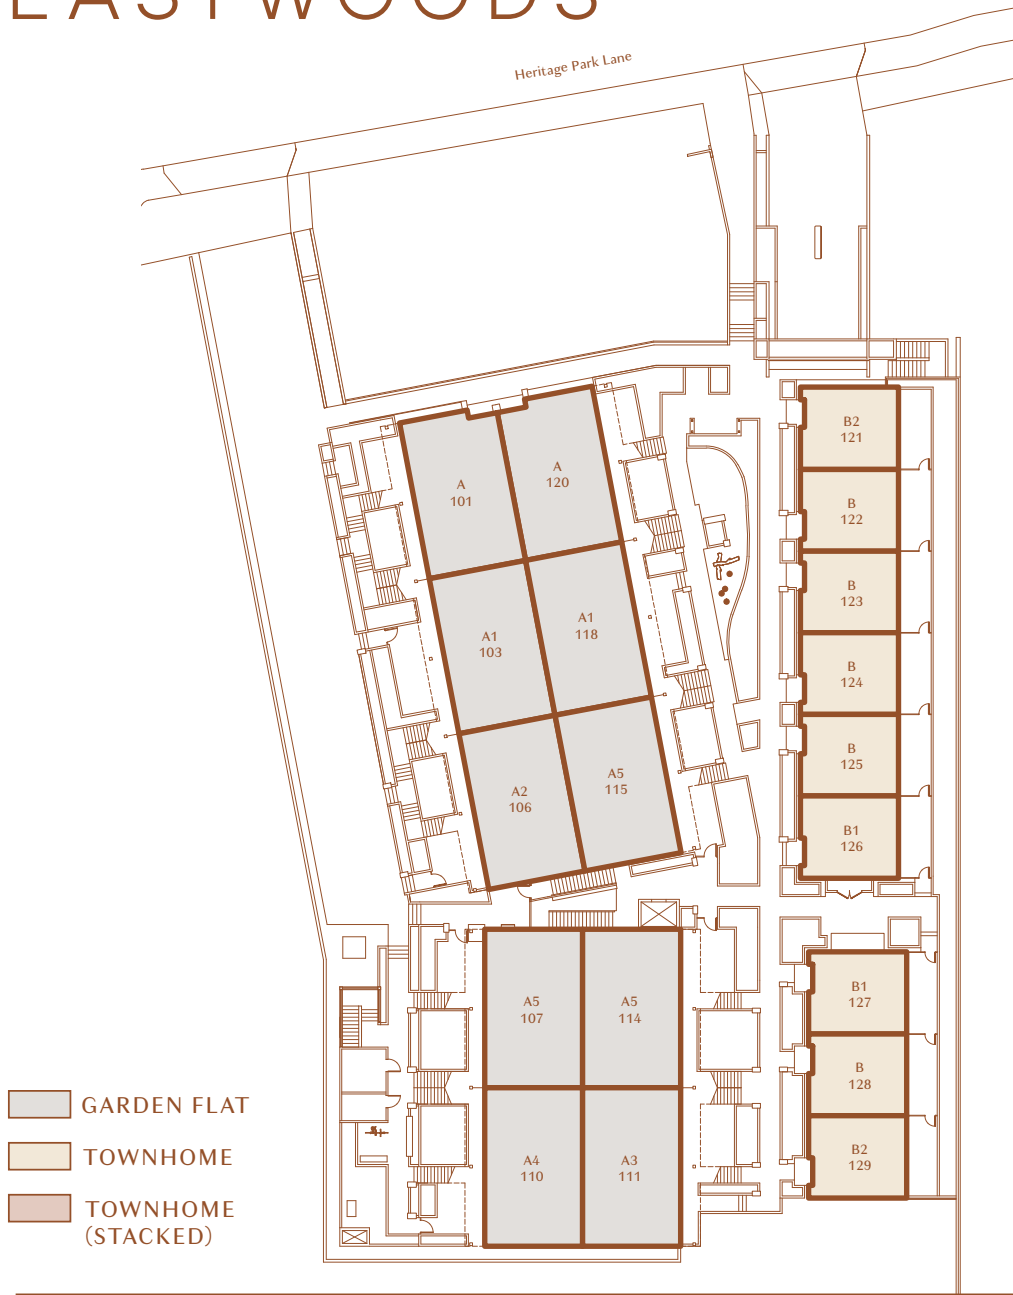 EASTWOODS
Heritage Park Lane
A
101
A
120
A1
103
A1
118
A2
106
A5
115
A5
107
A5
114
A4
110
A3
111
B2
121
B
122
B
123
B
124
B
125
B1
126
B1
127
B
128
B2
129
GARDEN FLAT
TOWNHOME
TOWNHOME
(STACKED)